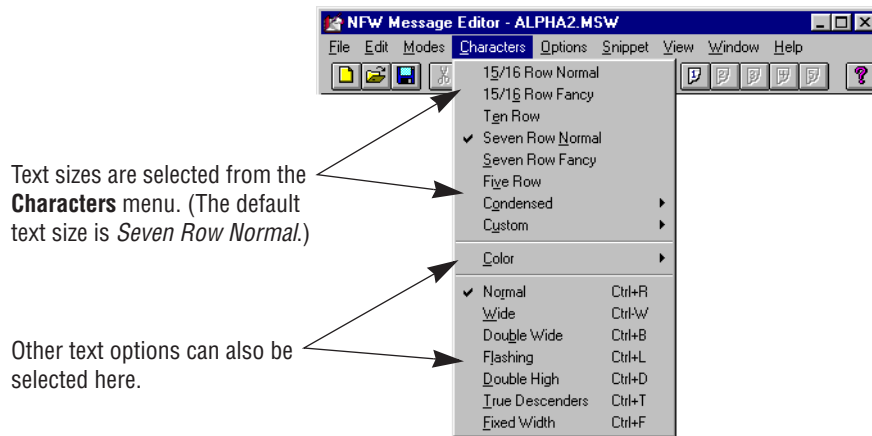 NFW Message Editor - ALPHA2.MSW
File Edit Modes Characters Options Snippet View Window Help
15/16 Row Normal
15/16 Row Fancy
Ten Row
Seven Row Normal
Seven Row Fancy
Five Row
Condensed
Custom
Color
Normal Ctrl+R
Wide Ctrl-W
Double Wide Ctrl+B
Flashing Ctrl+L
Double High Ctrl+D
True Descenders Ctrl+T
Fixed Width Ctrl+F
Text sizes are selected from the
Characters menu. (The default
text size is Seven Row Normal.)
Other text options can also be
selected here.